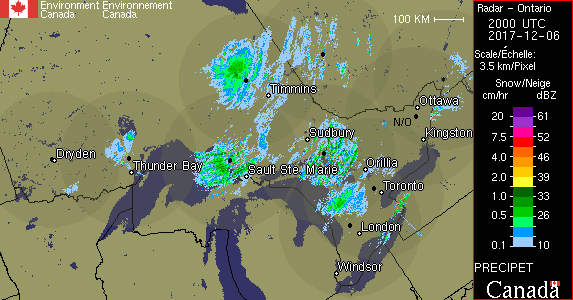 Environment Environnement
Canada Canada
100 KM
Timmins
Ottawa
N/O
Sudbury
Kingston
Dryden
Thunder Bay
Sault Ste. Marie
Orillia
Toronto
London
Windsor
Radar - Ontario
2000 UTC
2017-12-06
Scale/Échelle:
3.5 km/Pixel
Snow/Neige
cm/hr dBZ
20 61
7.5 52
4.0 46
2.0 39
1.0 33
0.5 26
0.1 10
PRECIPET
Canada